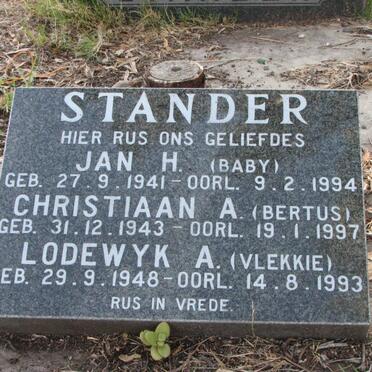 STANDER
HIER RUS ONS GELIEFDES
JAN H. (BABY)
GEB. 27.9.1941-OORL. 9.2.1994
CHRISTIAAN A. (BERTUS)
GEB. 31.12.1943-OORL. 19.1.1997
LODEWYK A. (VLEKKIE)
GEB. 29.9.1948-OORL. 14.8.1993
RUS IN VREDE.